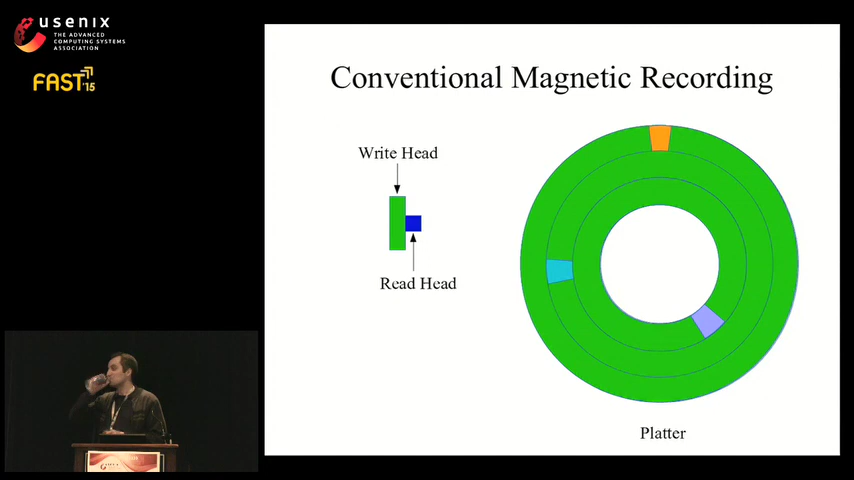 usenix
THE ADVANCED
COMPUTING SYSTEMS
ASSOCIATION
FAST '15
Conventional Magnetic Recording
Write Head
Read Head
Platter